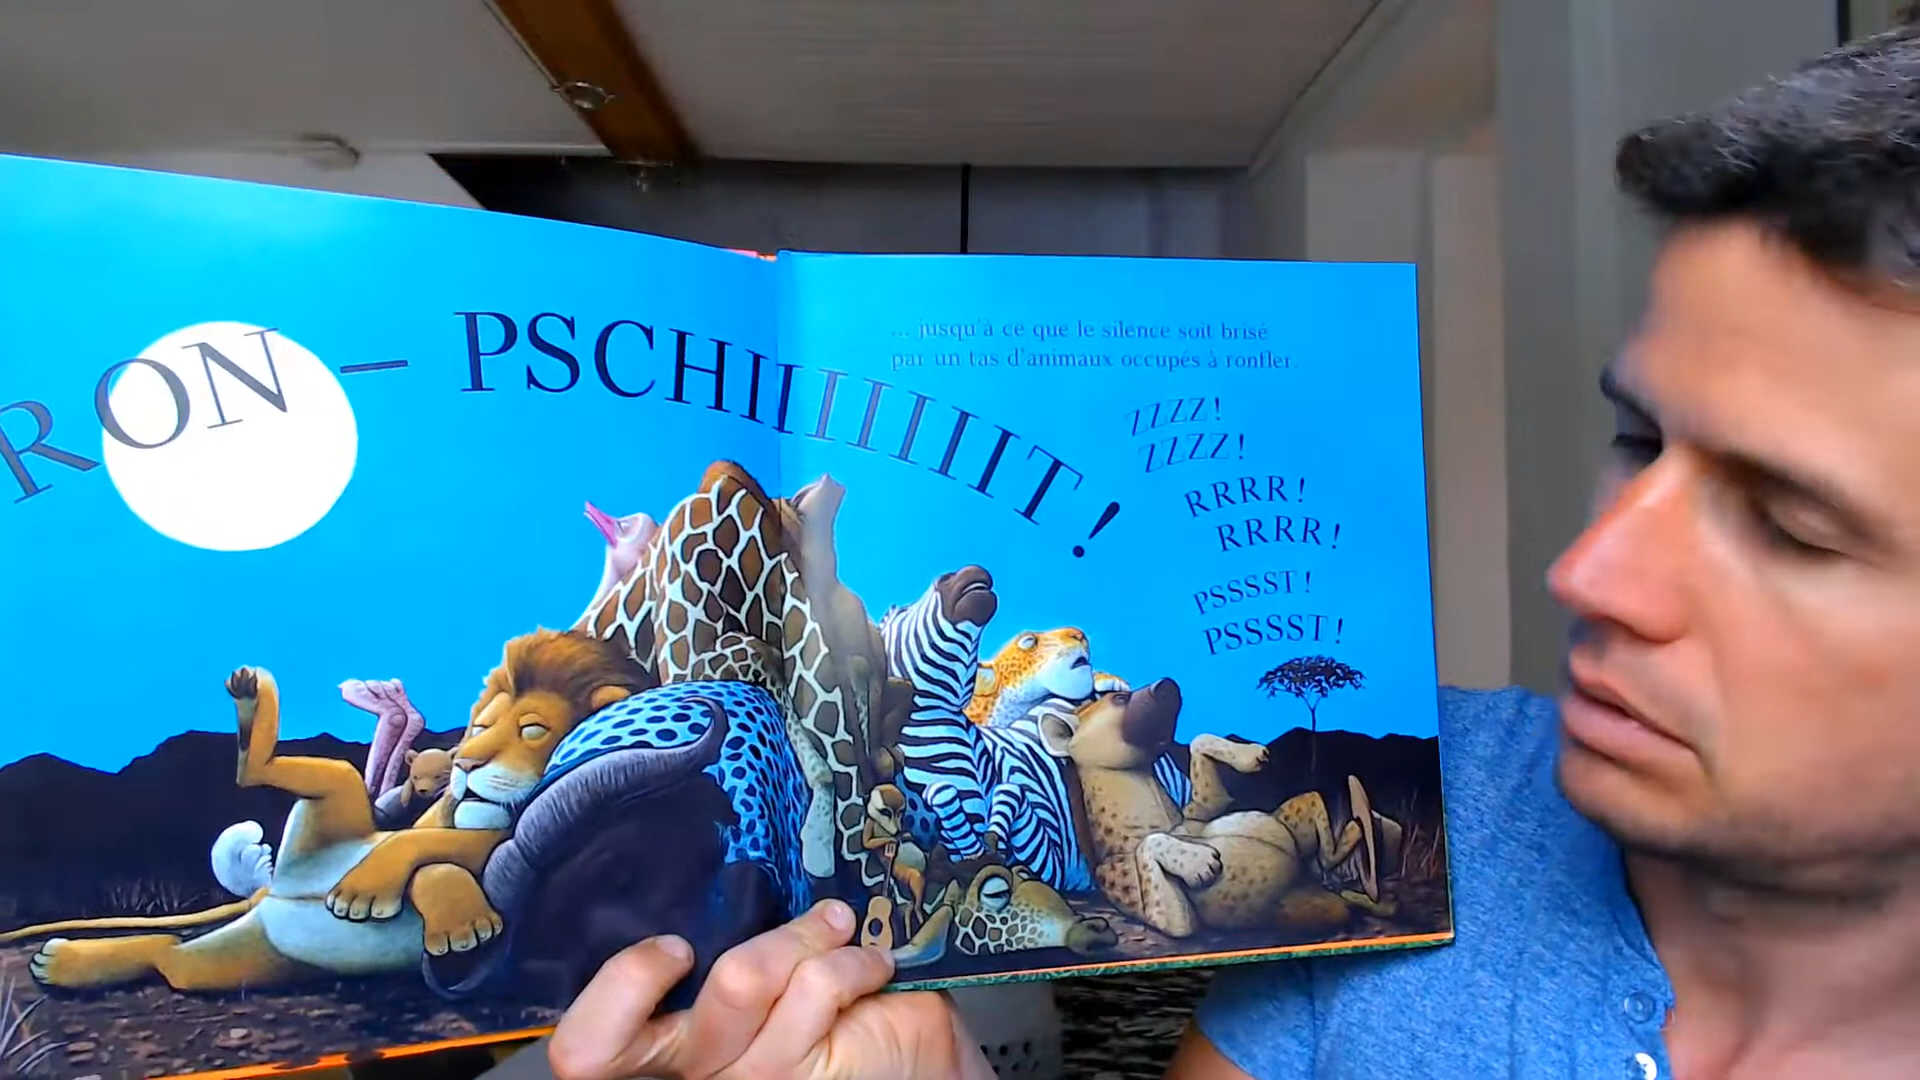 RON – PSCHIIIIIIIIT !
... jusqu'à ce que le silence soit brisé
par un tas d'animaux occupés à ronfler.
ZZZZ !
ZZZZ !
RRRR !
RRRR !
PSSSST !
PSSSST !